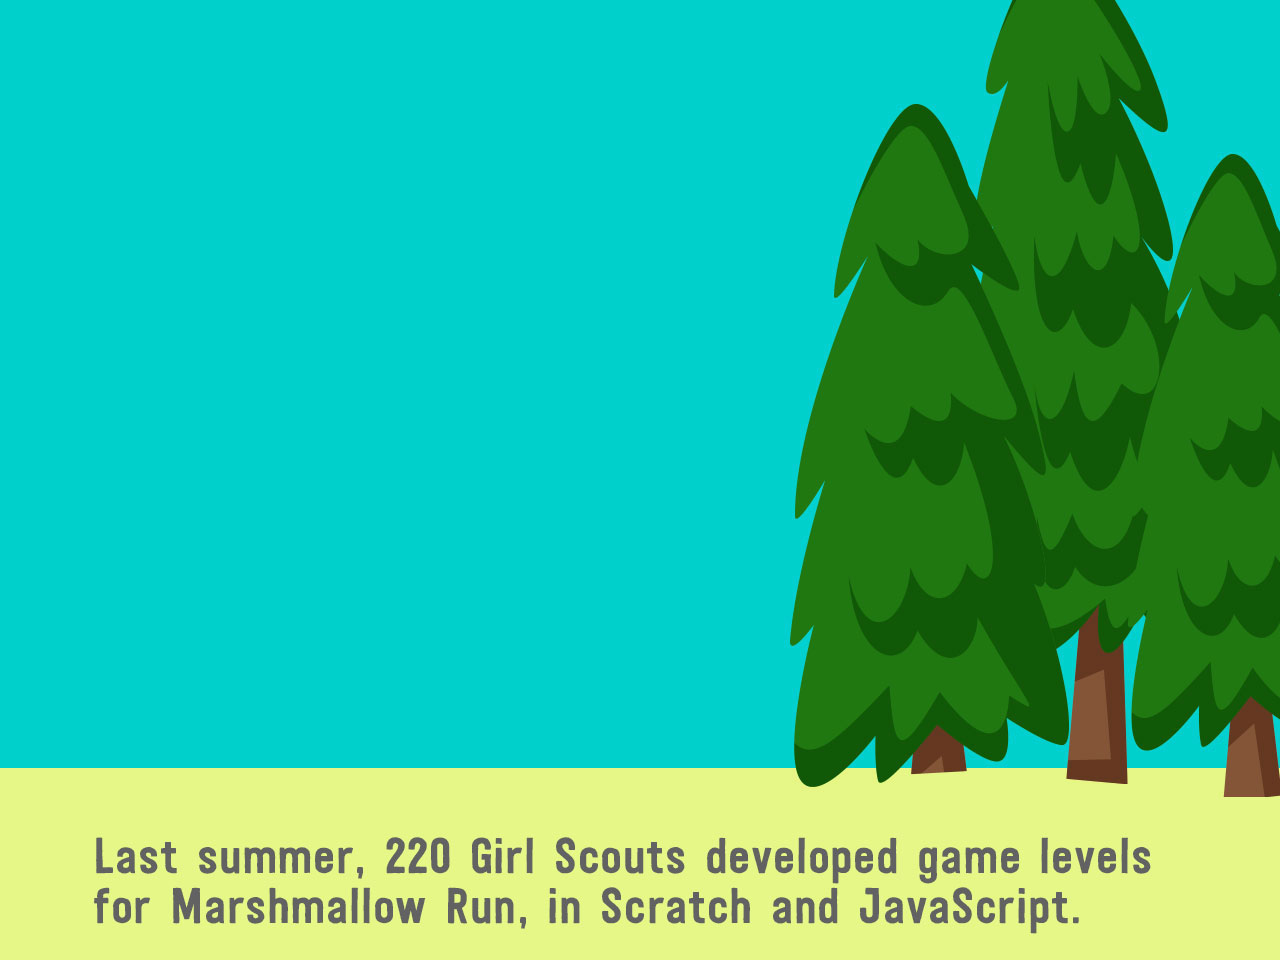 Last summer, 220 Girl Scouts developed game levels
for Marshmallow Run, in Scratch and JavaScript.